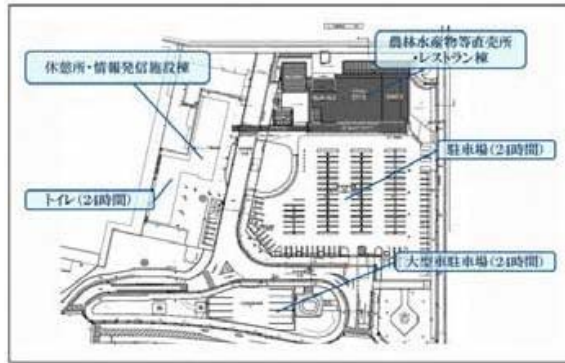 農林水産物等直売所
・レストラン棟
休憩所・情報発信施設棟
駐車場(24時間)
トイレ(24時間)
大型車駐車場(24時間)